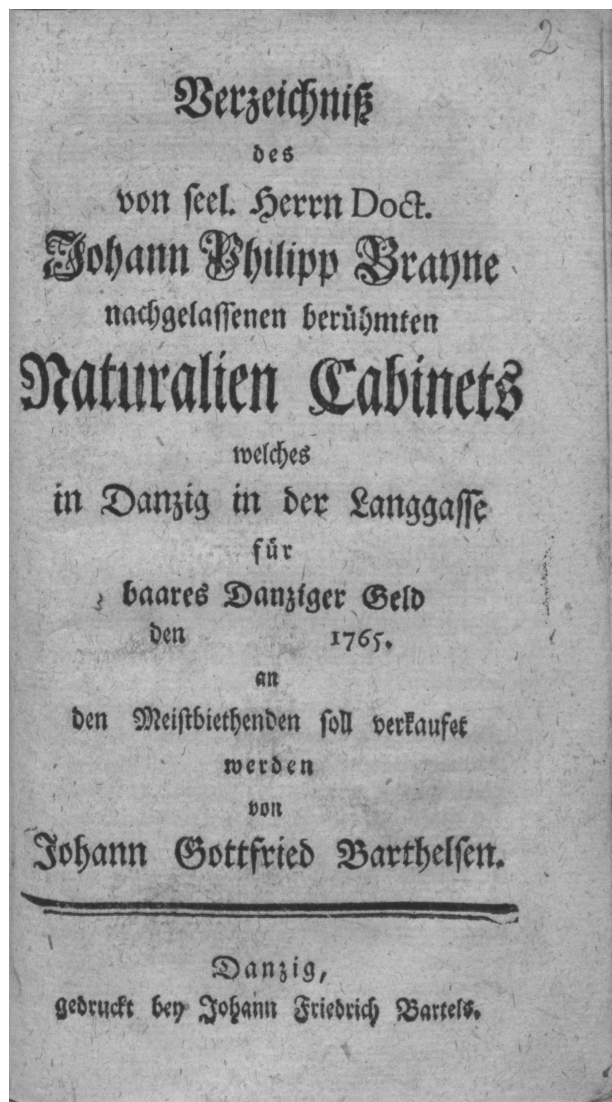 2
Verzeichniß
des
von seel. Herrn Doct.
Johann Philipp Brayne
nachgelassenen berühmten
Naturalien Cabinets
welches
in Danzig in der Langgasse
für
baares Danziger Geld
den 1765.
an
den Meistbiethenden soll verkaufet
werden
von
Johann Gottfried Barthelsen.
Danzig,
gedruckt bey Johann Friedrich Bartels.